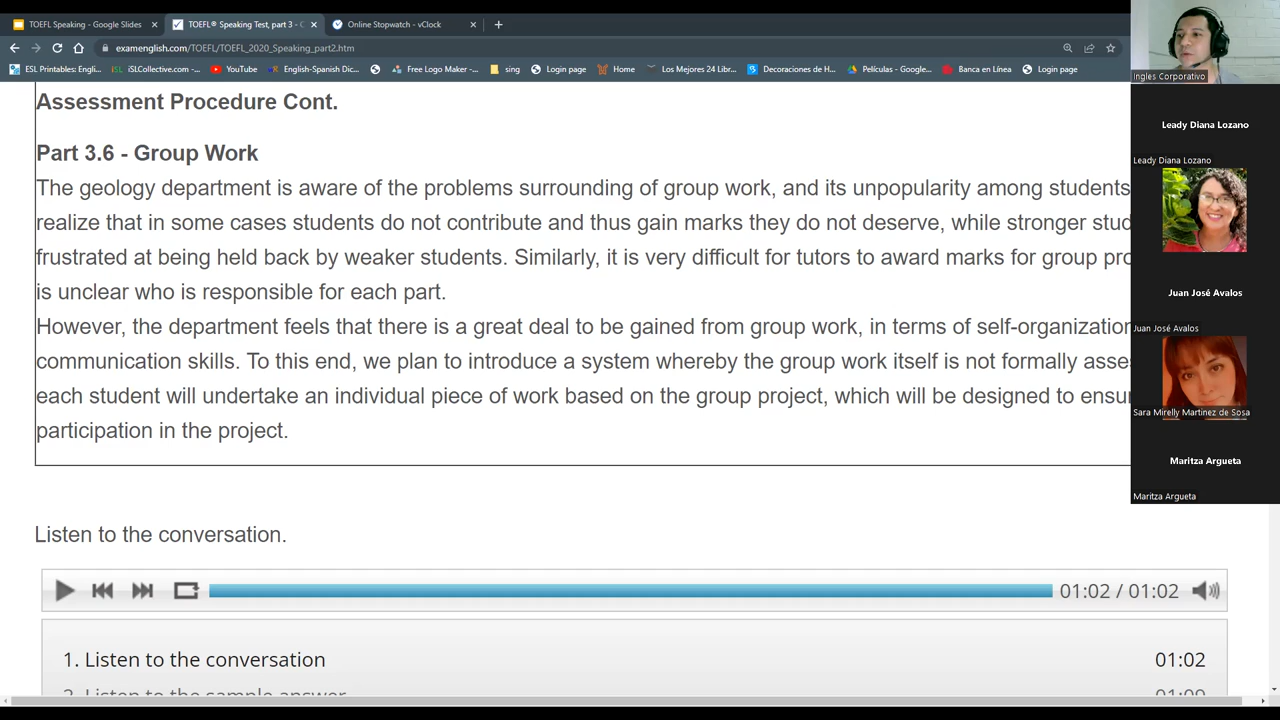 TOEFL Speaking - Google Slides
TOEFL® Speaking Test, part 3 - C
Online Stopwatch - vClock
examenglish.com/TOEFL/TOEFL_2020_Speaking_part2.htm
ESL Printables: Engli...
iSLCollective.com -...
YouTube
English-Spanish Dic...
Free Logo Maker -...
sing
Login page
Home
Los Mejores 24 Libr...
Decoraciones de H...
Películas - Google...
Banca en Línea
Login page
Assessment Procedure Cont.
Part 3.6 - Group Work
The geology department is aware of the problems surrounding of group work, and its unpopularity among students
realize that in some cases students do not contribute and thus gain marks they do not deserve, while stronger stud
frustrated at being held back by weaker students. Similarly, it is very difficult for tutors to award marks for group pro
is unclear who is responsible for each part.
However, the department feels that there is a great deal to be gained from group work, in terms of self-organization
communication skills. To this end, we plan to introduce a system whereby the group work itself is not formally asses
each student will undertake an individual piece of work based on the group project, which will be designed to ensur
participation in the project.
Listen to the conversation.
01:02 / 01:02
1. Listen to the conversation 01:02
2. Listen to the sample answer 01:09
Ingles Corporativo
Leady Diana Lozano
Leady Diana Lozano
Juan José Avalos
Juan José Avalos
Sara Mirelly Martinez de Sosa
Maritza Argueta
Maritza Argueta